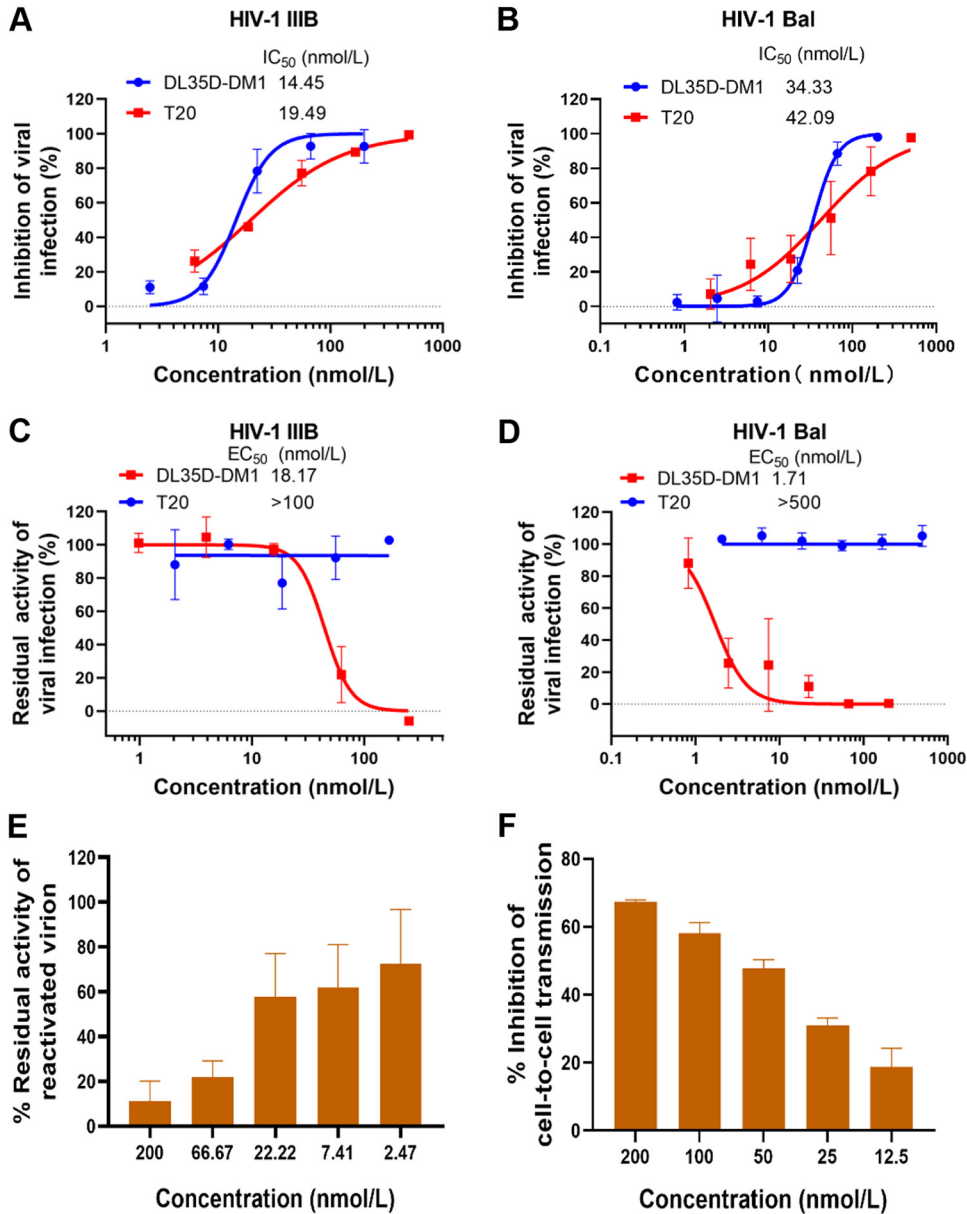 A
HIV-1 IIIB
IC50 (nmol/L)
DL35D-DM1 14.45
T20 19.49
Inhibition of viral
infection (%)
120
100
80
60
40
20
0
1
10
100
1000
Concentration (nmol/L)
B
HIV-1 Bal
IC50 (nmol/L)
DL35D-DM1 34.33
T20 42.09
Inhibition of viral
infection (%)
120
100
80
60
40
20
0
0.1
1
10
100
1000
Concentration( nmol/L)
C
HIV-1 IIIB
EC50 (nmol/L)
DL35D-DM1 18.17
T20 >100
Residual activity of
viral infection (%)
120
100
80
60
40
20
0
1
10
100
Concentration (nmol/L)
D
HIV-1 Bal
EC50 (nmol/L)
DL35D-DM1 1.71
T20 >500
Residual activity of
viral infection (%)
120
100
80
60
40
20
0
0.1
1
10
100
1000
Concentration (nmol/L)
E
% Residual activity of
reactivated virion
120
100
80
60
40
20
0
200
66.67
22.22
7.41
2.47
Concentration (nmol/L)
F
% Inhibition of
cell-to-cell transmission
80
60
40
20
0
200
100
50
25
12.5
Concentration (nmol/L)